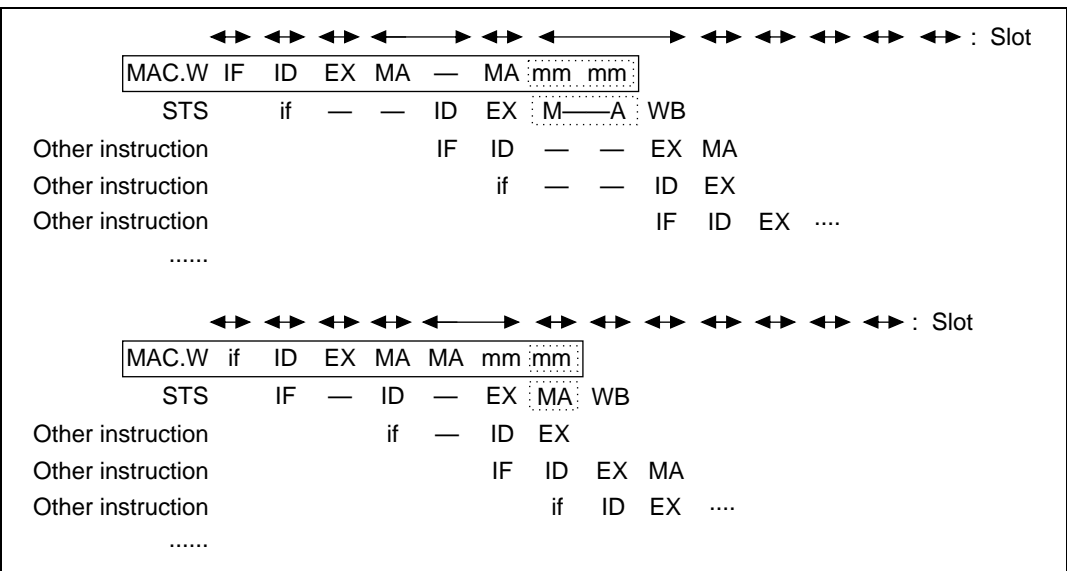 : Slot
MAC.W IF ID EX MA — MA mm mm
STS if — — ID EX M——A WB
Other instruction IF ID — — EX MA
Other instruction if — — ID EX
Other instruction IF ID EX ....
......
: Slot
MAC.W if ID EX MA MA mm mm
STS IF — ID — EX MA WB
Other instruction if — ID EX
Other instruction IF ID EX MA
Other instruction if ID EX ....
......